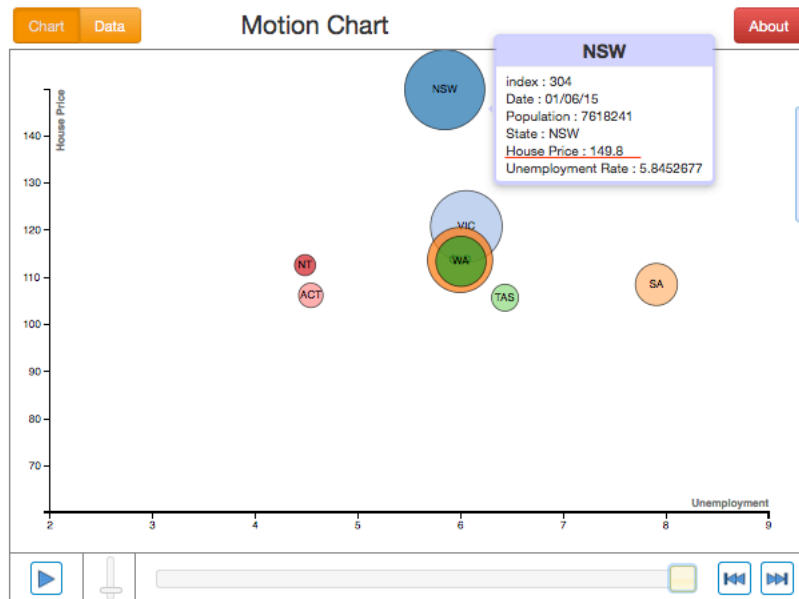 Chart
Data
Motion Chart
About
NSW
index : 304
Date : 01/06/15
Population : 7618241
State : NSW
House Price : 149.8
Unemployment Rate : 5.8452677
House Price
140
130
120
110
100
90
80
70
NSW
VIC
WA
NT
ACT
TAS
SA
Unemployment
2 3 4 5 6 7 8 9